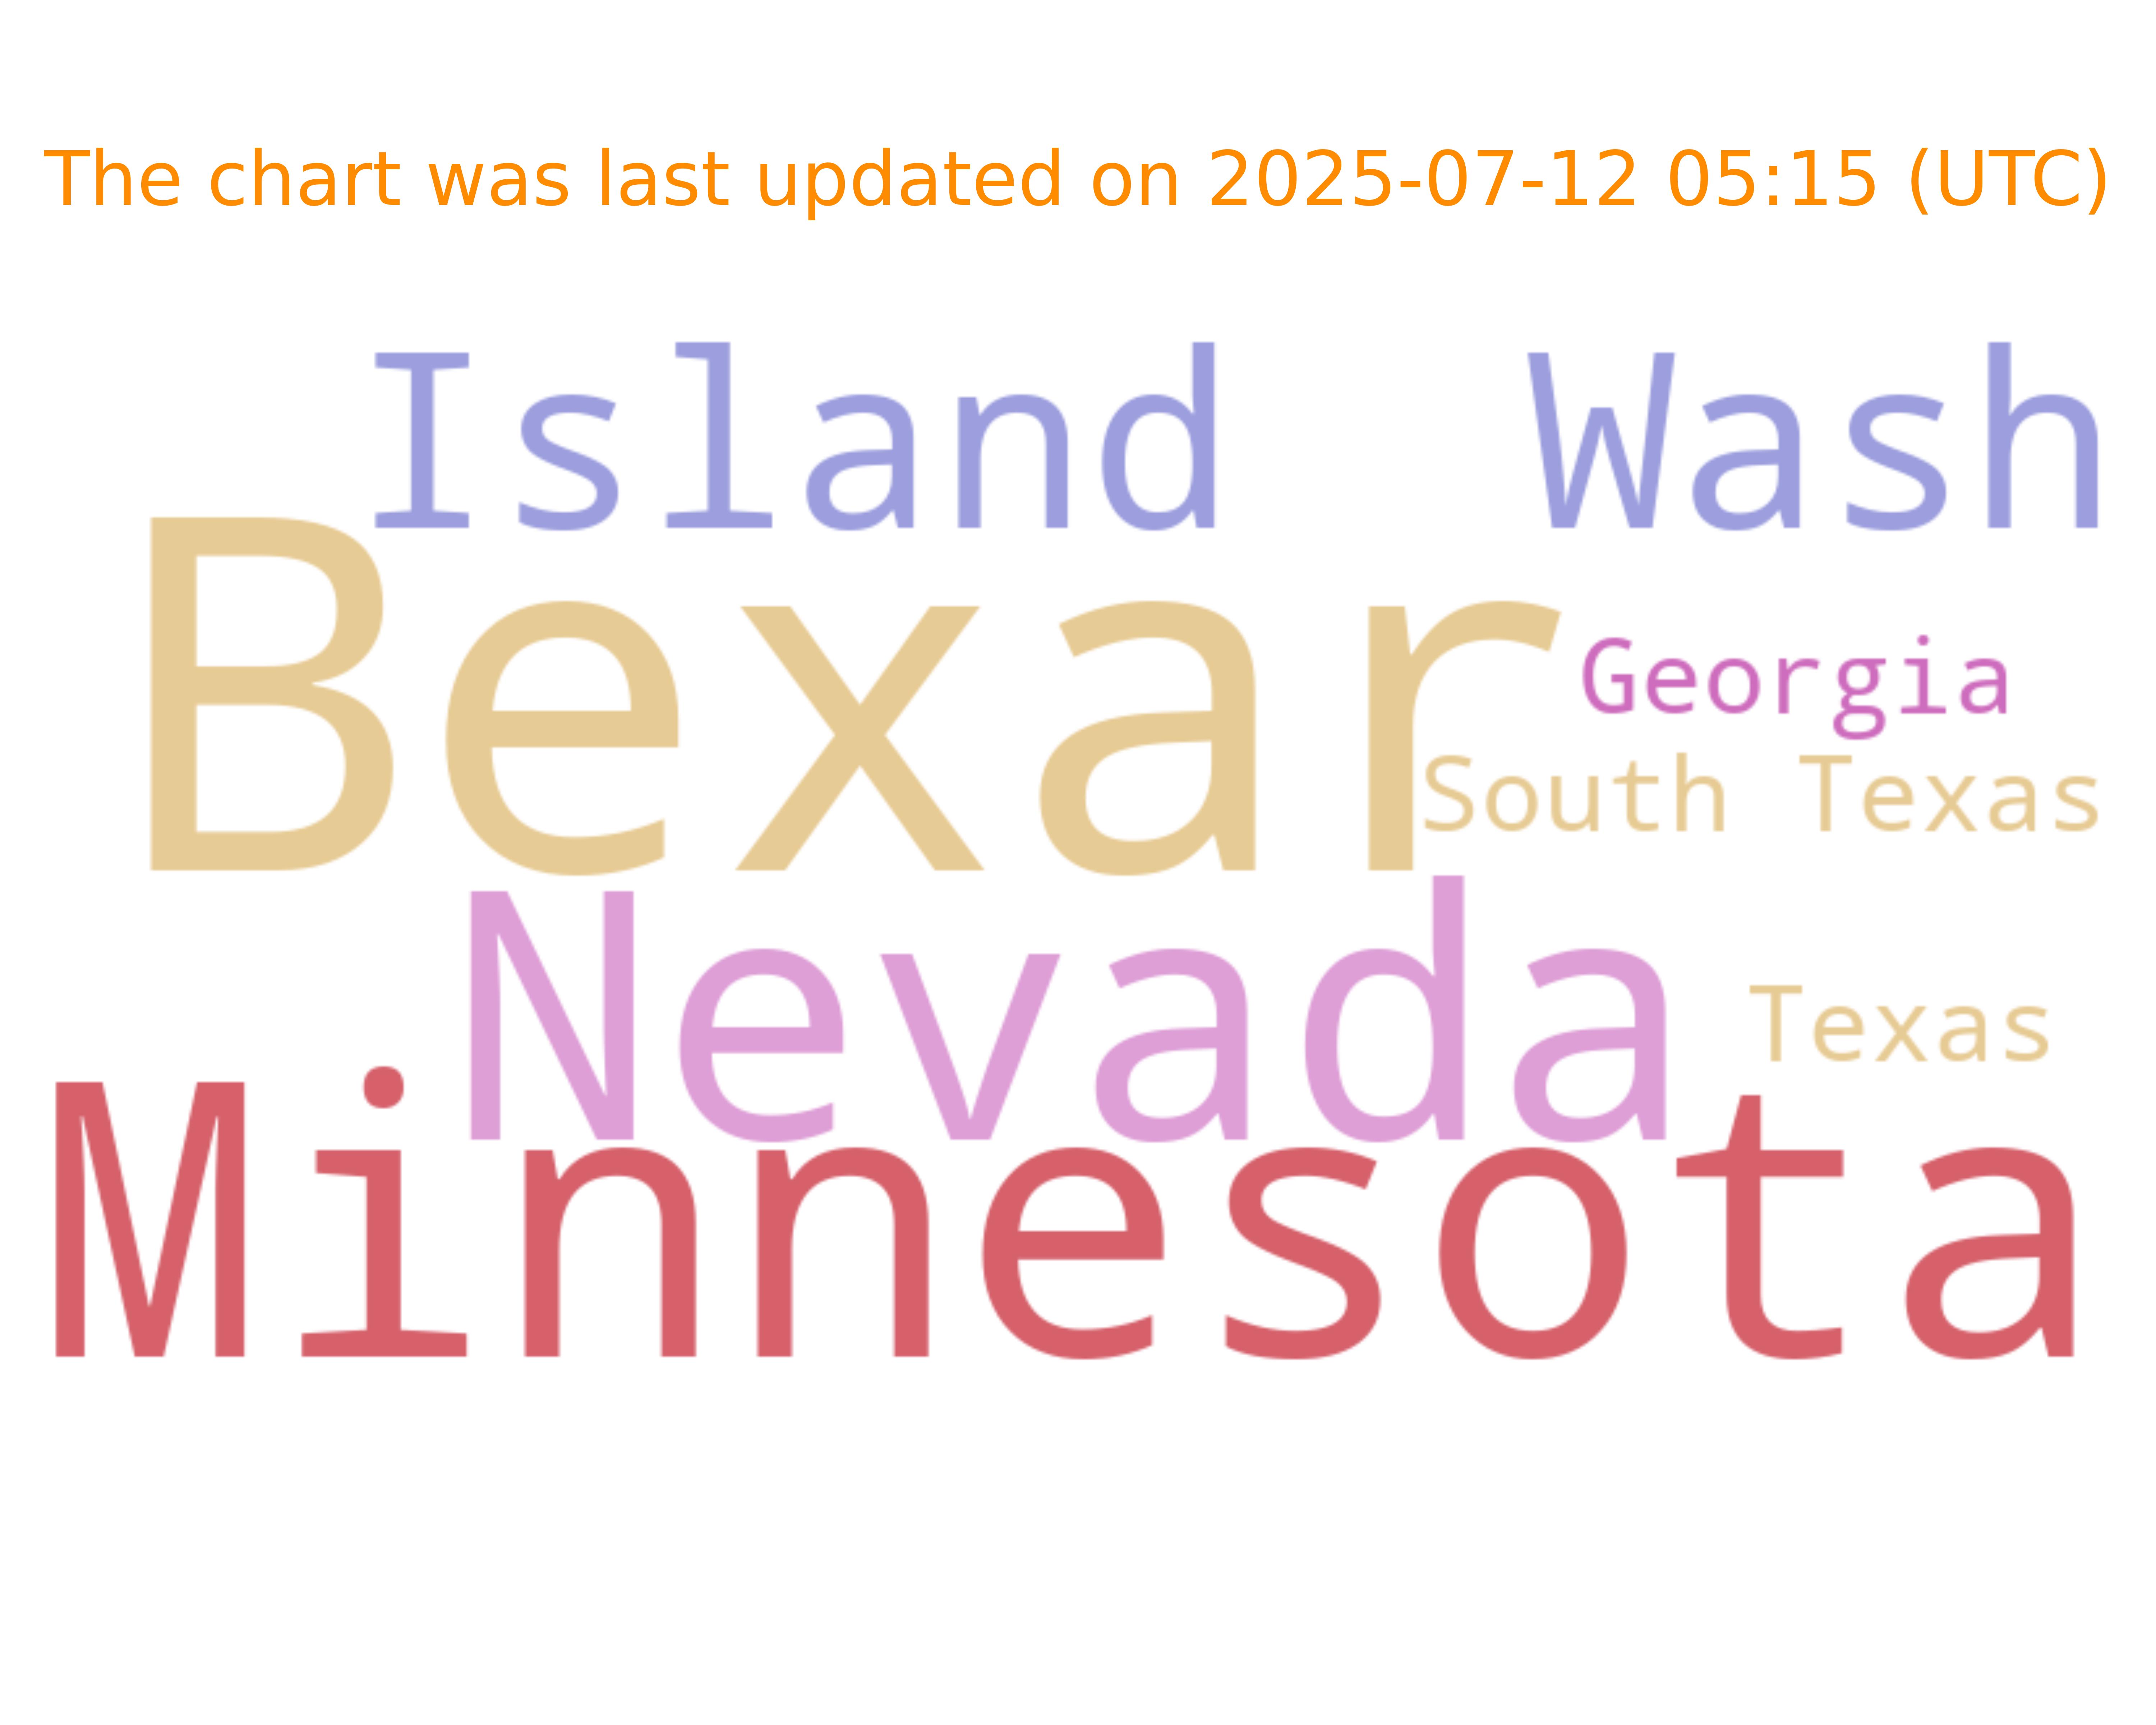 The chart was last updated on 2025-07-12 05:15 (UTC)
Island Wash
Bexar
Georgia
South Texas
Nevada
Texas
Minnesota